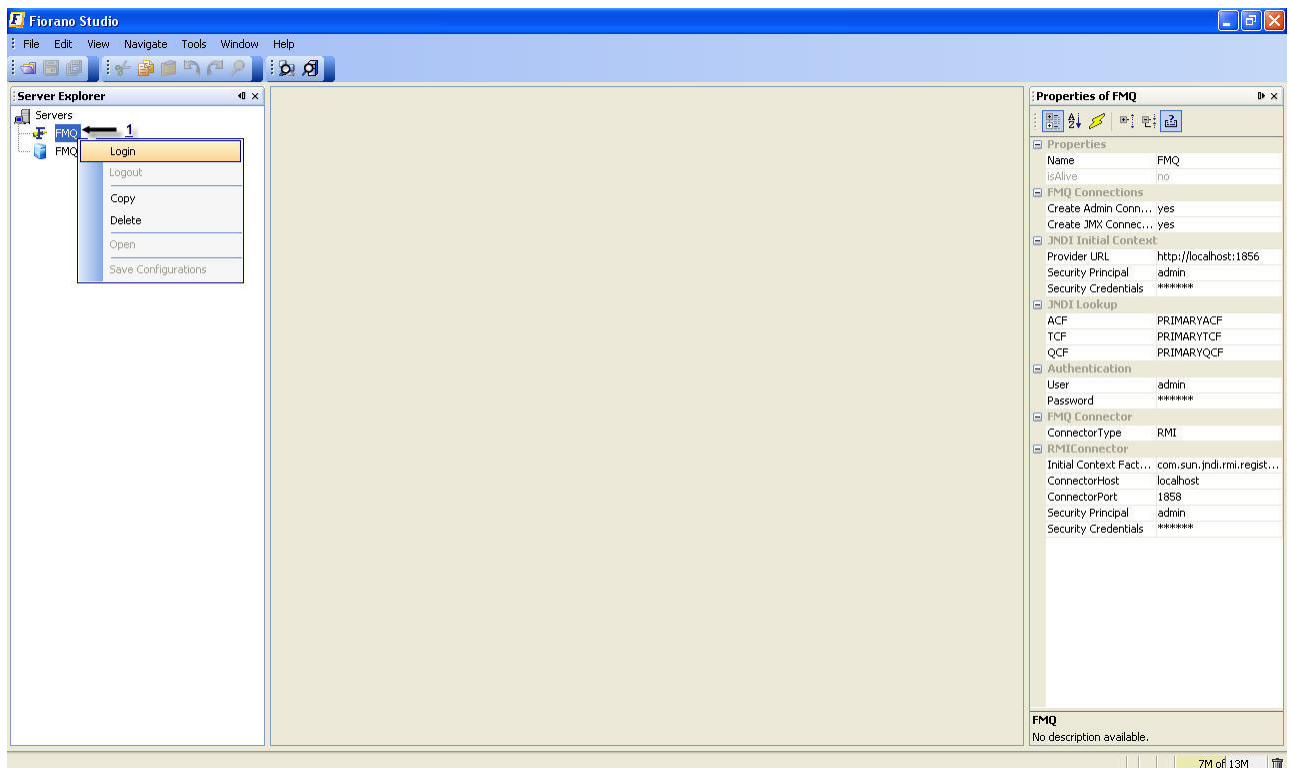 Fiorano Studio
File Edit View Navigate Tools Window Help
Server Explorer
Servers
FMQ 1
FMQ
Login
Logout
Copy
Delete
Open
Save Configurations
Properties of FMQ
Properties
Name FMQ
isAlive no
FMQ Connections
Create Admin Conn... yes
Create JMX Connec... yes
JNDI Initial Context
Provider URL http://localhost:1856
Security Principal admin
Security Credentials ******
JNDI Lookup
ACF PRIMARYACF
TCF PRIMARYTCF
QCF PRIMARYQCF
Authentication
User admin
Password ******
FMQ Connector
ConnectorType RMI
RMIConnector
Initial Context Fact... com.sun.jndi.rmi.regist...
ConnectorHost localhost
ConnectorPort 1858
Security Principal admin
Security Credentials ******
FMQ
No description available.
7M of 13M